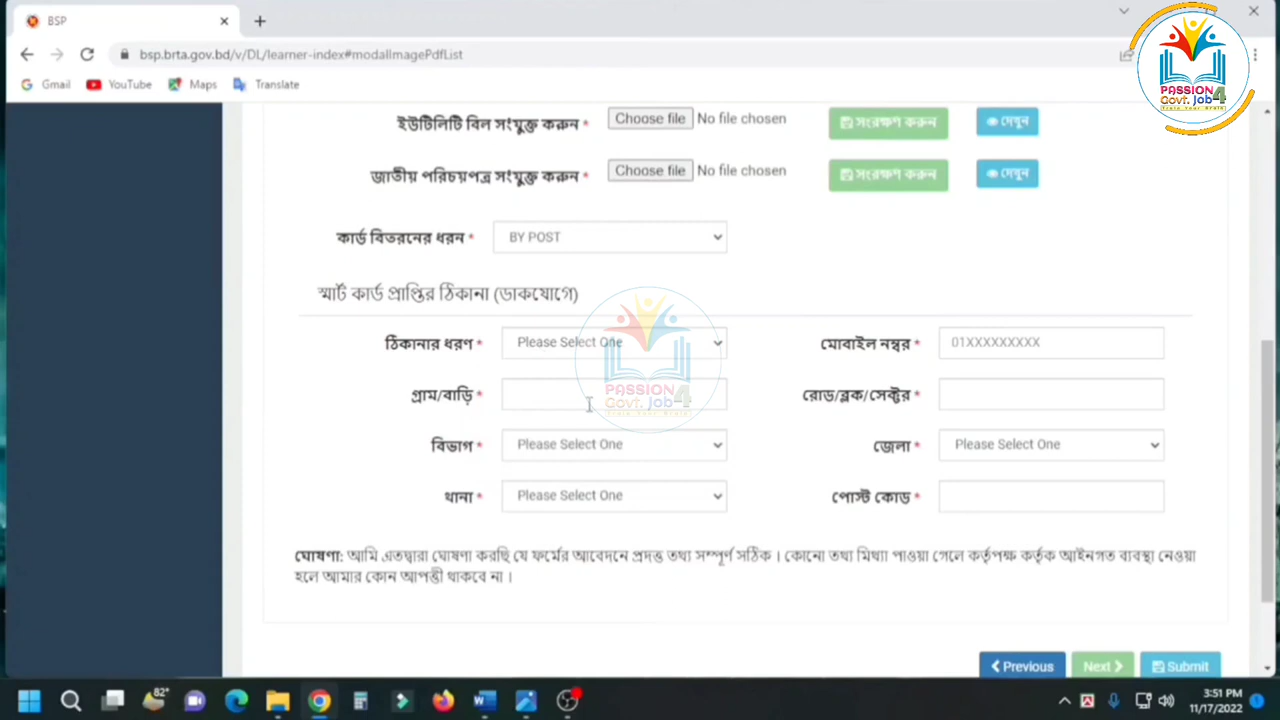 BSP
bsp.brta.gov.bd/v/DL/learner-index#modalImagePdfList
Gmail YouTube Maps Translate
PASSION
Govt. Job 4
ইউটিলিটি বিল সংযুক্ত করুন * Choose file No file chosen সংরক্ষণ করুন দেখুন
জাতীয় পরিচয়পত্র সংযুক্ত করুন * Choose file No file chosen সংরক্ষণ করুন দেখুন
কার্ড বিতরনের ধরন * BY POST
স্মার্ট কার্ড প্রাপ্তির ঠিকানা (ডাকযোগে)
ঠিকানার ধরণ * Please Select One মোবাইল নম্বর * 01XXXXXXXXX
PASSION
Govt. Job 4
গ্রাম/বাড়ি * রোড/ব্লক/সেক্টর *
বিভাগ * Please Select One জেলা * Please Select One
থানা * Please Select One পোস্ট কোড *
ঘোষণা: আমি এতদ্বারা ঘোষণা করছি যে ফর্মের আবেদনে প্রদত্ত তথ্য সম্পূর্ণ সঠিক । কোনো তথ্য মিথ্যা পাওয়া গেলে কর্তৃপক্ষ কর্তৃক আইনগত ব্যবস্থা নেওয়া
হলে আমার কোন আপত্তী থাকবে না ।
Previous Next Submit
82°
3:51 PM
11/17/2022